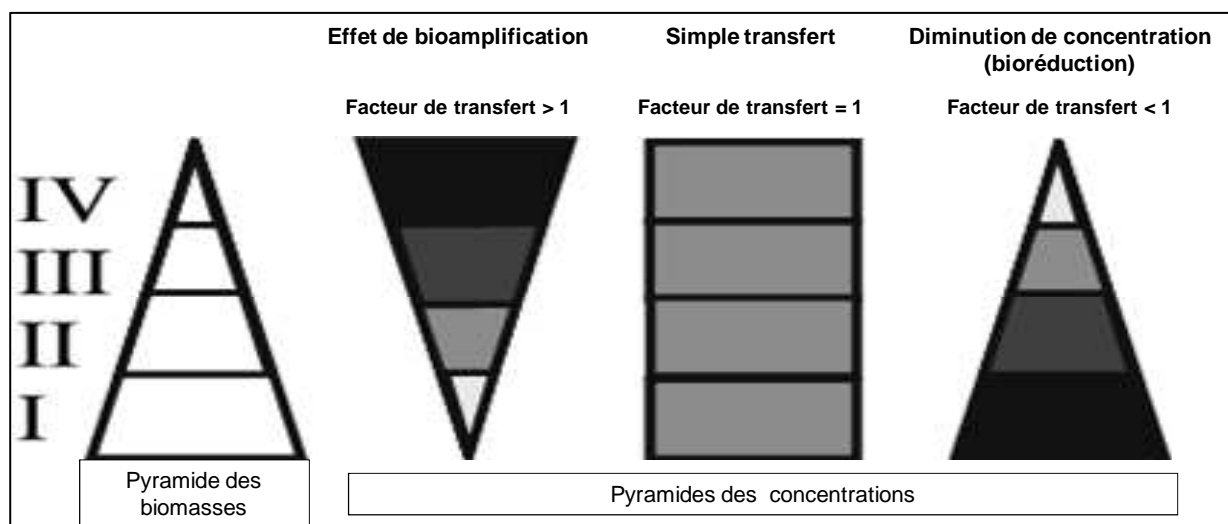 Effet de bioamplification
Simple transfert
Diminution de concentration
(bioréduction)
Facteur de transfert > 1
Facteur de transfert = 1
Facteur de transfert < 1
IV
III
II
I
Pyramide des
biomasses
Pyramides des concentrations